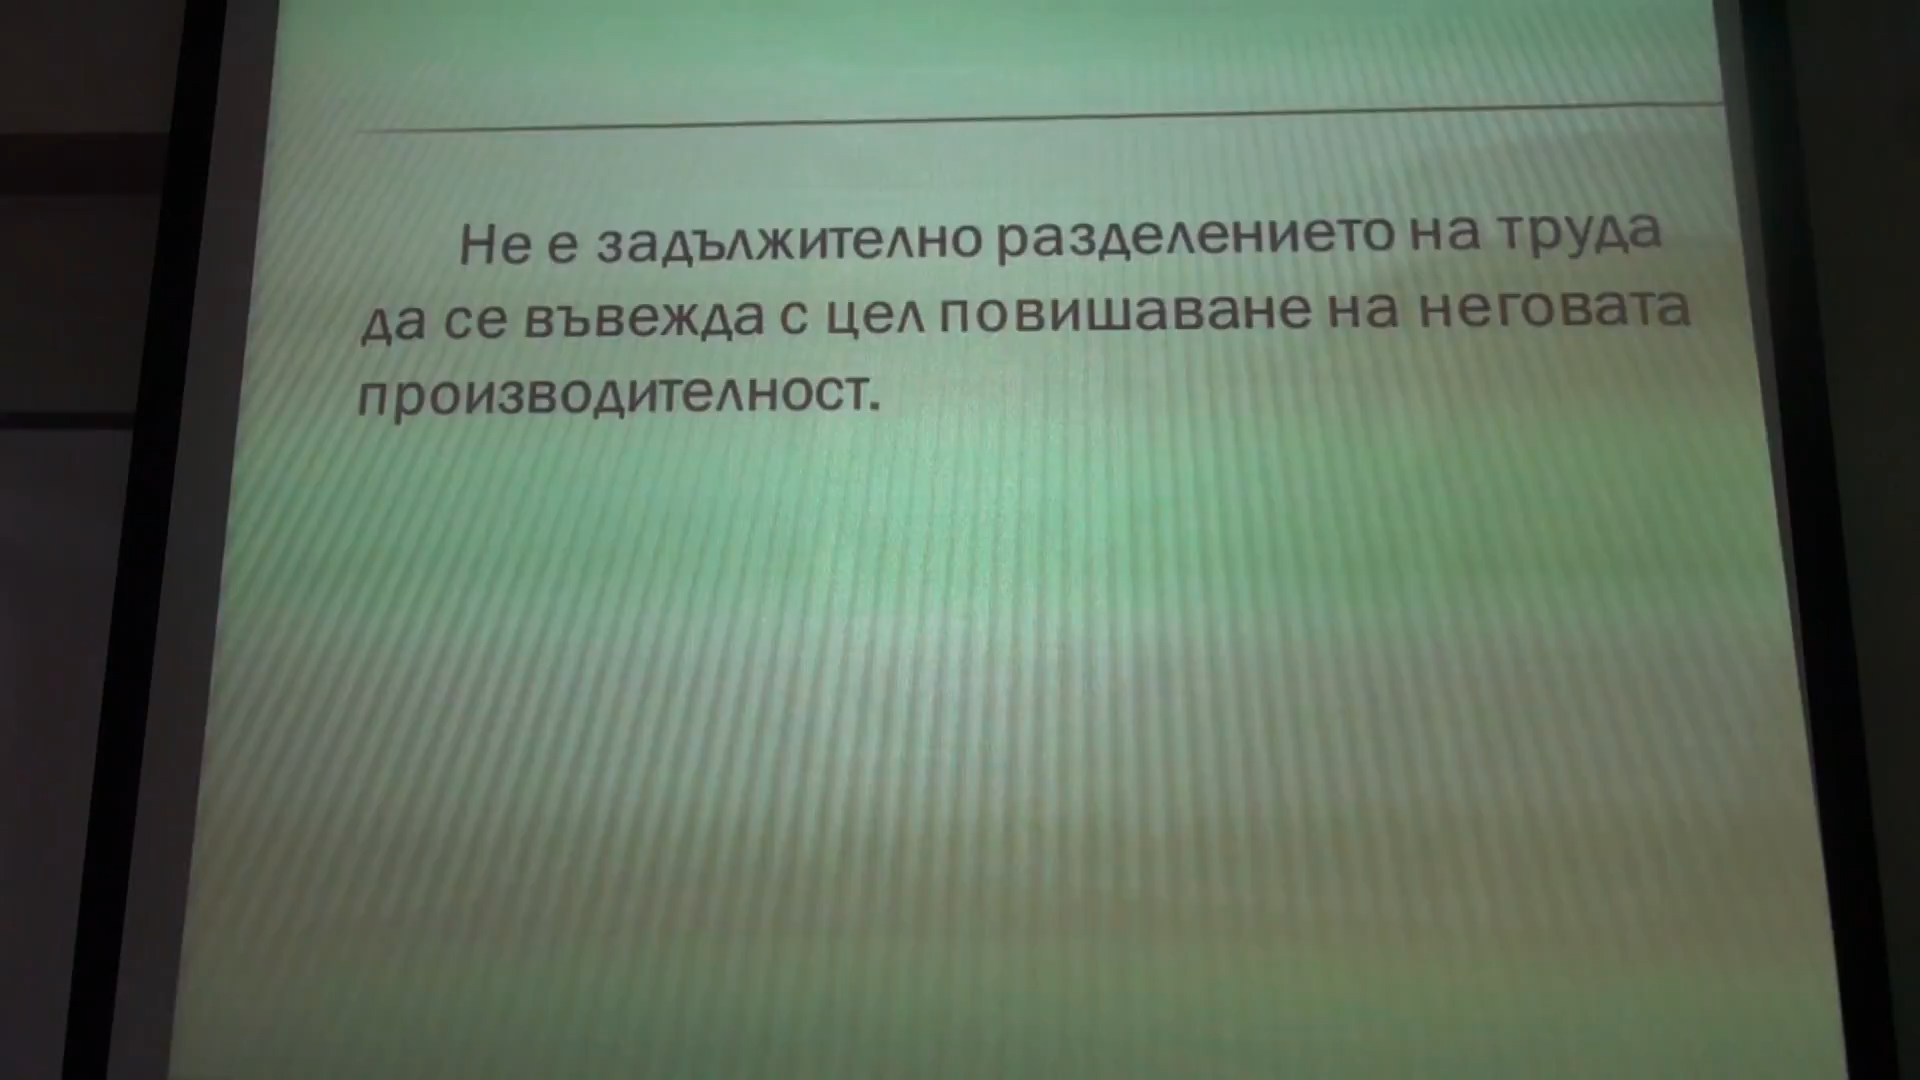 Не е задължително разделението на труда
да се въвежда с цел повишаване на неговата
производителност.